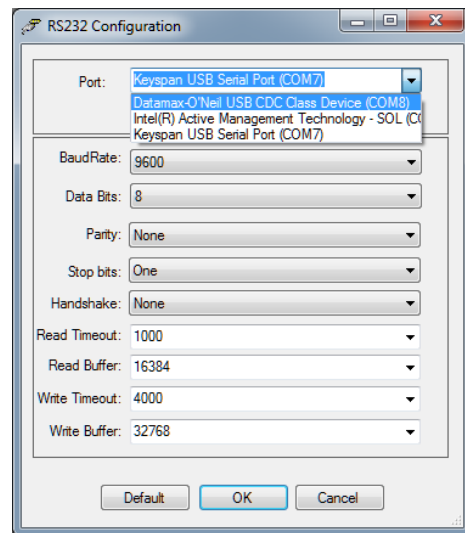 RS232 Configuration
Port: Keyspan USB Serial Port (COM7)
Datamax-O'Neil USB CDC Class Device (COM8)
Intel(R) Active Management Technology - SOL (
Keyspan USB Serial Port (COM7)
BaudRate: 9600
Data Bits: 8
Parity: None
Stop bits: One
Handshake: None
Read Timeout: 1000
Read Buffer: 16384
Write Timeout: 4000
Write Buffer: 32768
Default OK Cancel